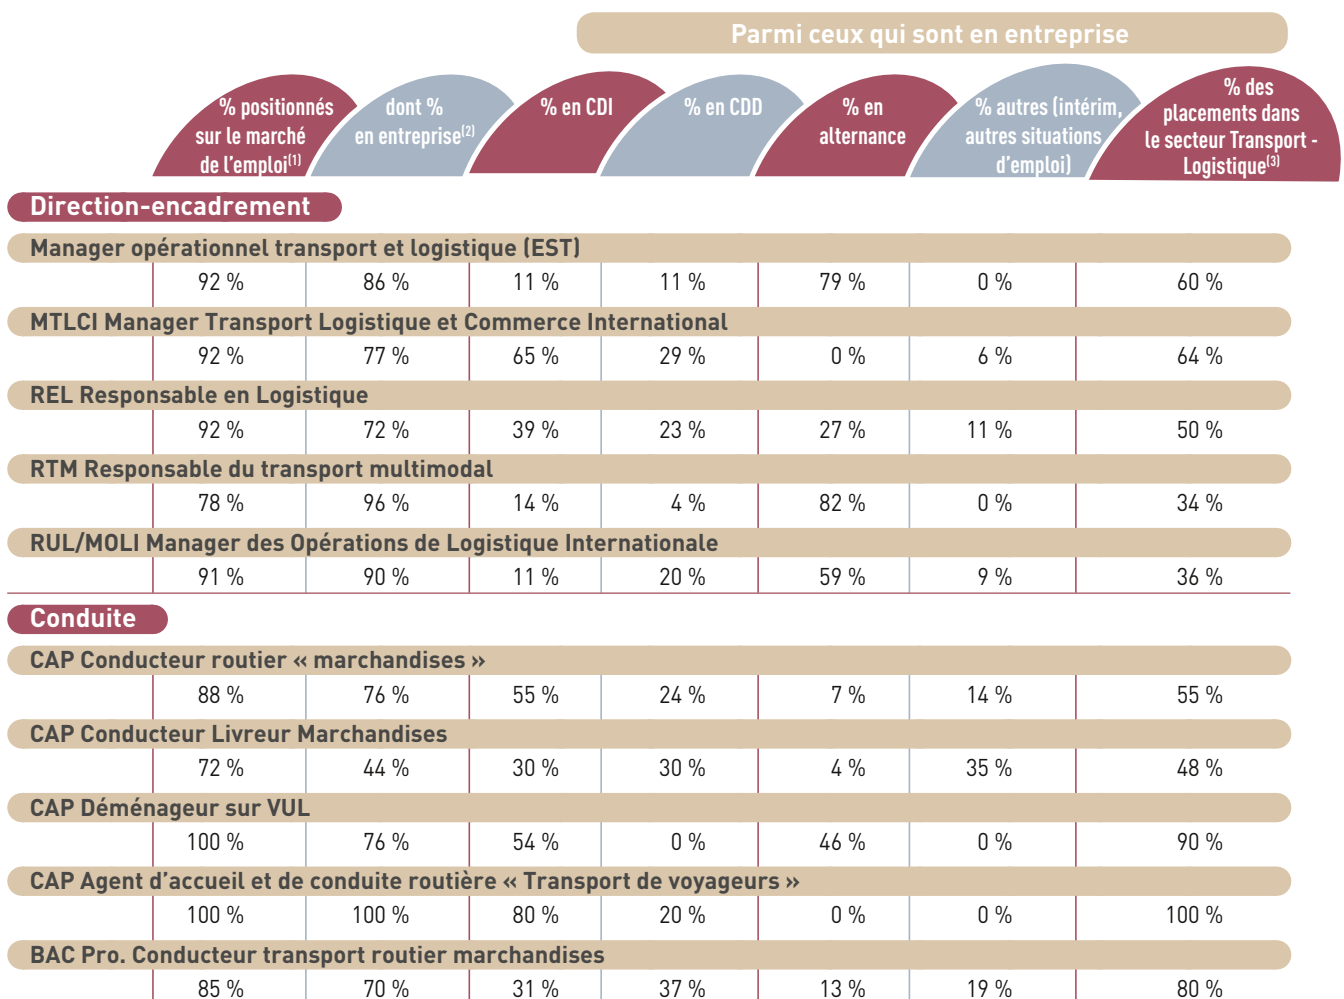 Parmi ceux qui sont en entreprise
% positionnés
sur le marché
de l'emploi(1)
dont %
en entreprise(2)
% en CDI
% en CDD
% en
alternance
% autres (intérim,
autres situations
d'emploi)
% des
placements dans
le secteur Transport -
Logistique(3)
Direction-encadrement
Manager opérationnel transport et logistique (EST)
92 % 86 % 11 % 11 % 79 % 0 % 60 %
MTLCI Manager Transport Logistique et Commerce International
92 % 77 % 65 % 29 % 0 % 6 % 64 %
REL Responsable en Logistique
92 % 72 % 39 % 23 % 27 % 11 % 50 %
RTM Responsable du transport multimodal
78 % 96 % 14 % 4 % 82 % 0 % 34 %
RUL/MOLI Manager des Opérations de Logistique Internationale
91 % 90 % 11 % 20 % 59 % 9 % 36 %
Conduite
CAP Conducteur routier « marchandises »
88 % 76 % 55 % 24 % 7 % 14 % 55 %
CAP Conducteur Livreur Marchandises
72 % 44 % 30 % 30 % 4 % 35 % 48 %
CAP Déménageur sur VUL
100 % 76 % 54 % 0 % 46 % 0 % 90 %
CAP Agent d'accueil et de conduite routière « Transport de voyageurs »
100 % 100 % 80 % 20 % 0 % 0 % 100 %
BAC Pro. Conducteur transport routier marchandises
85 % 70 % 31 % 37 % 13 % 19 % 80 %